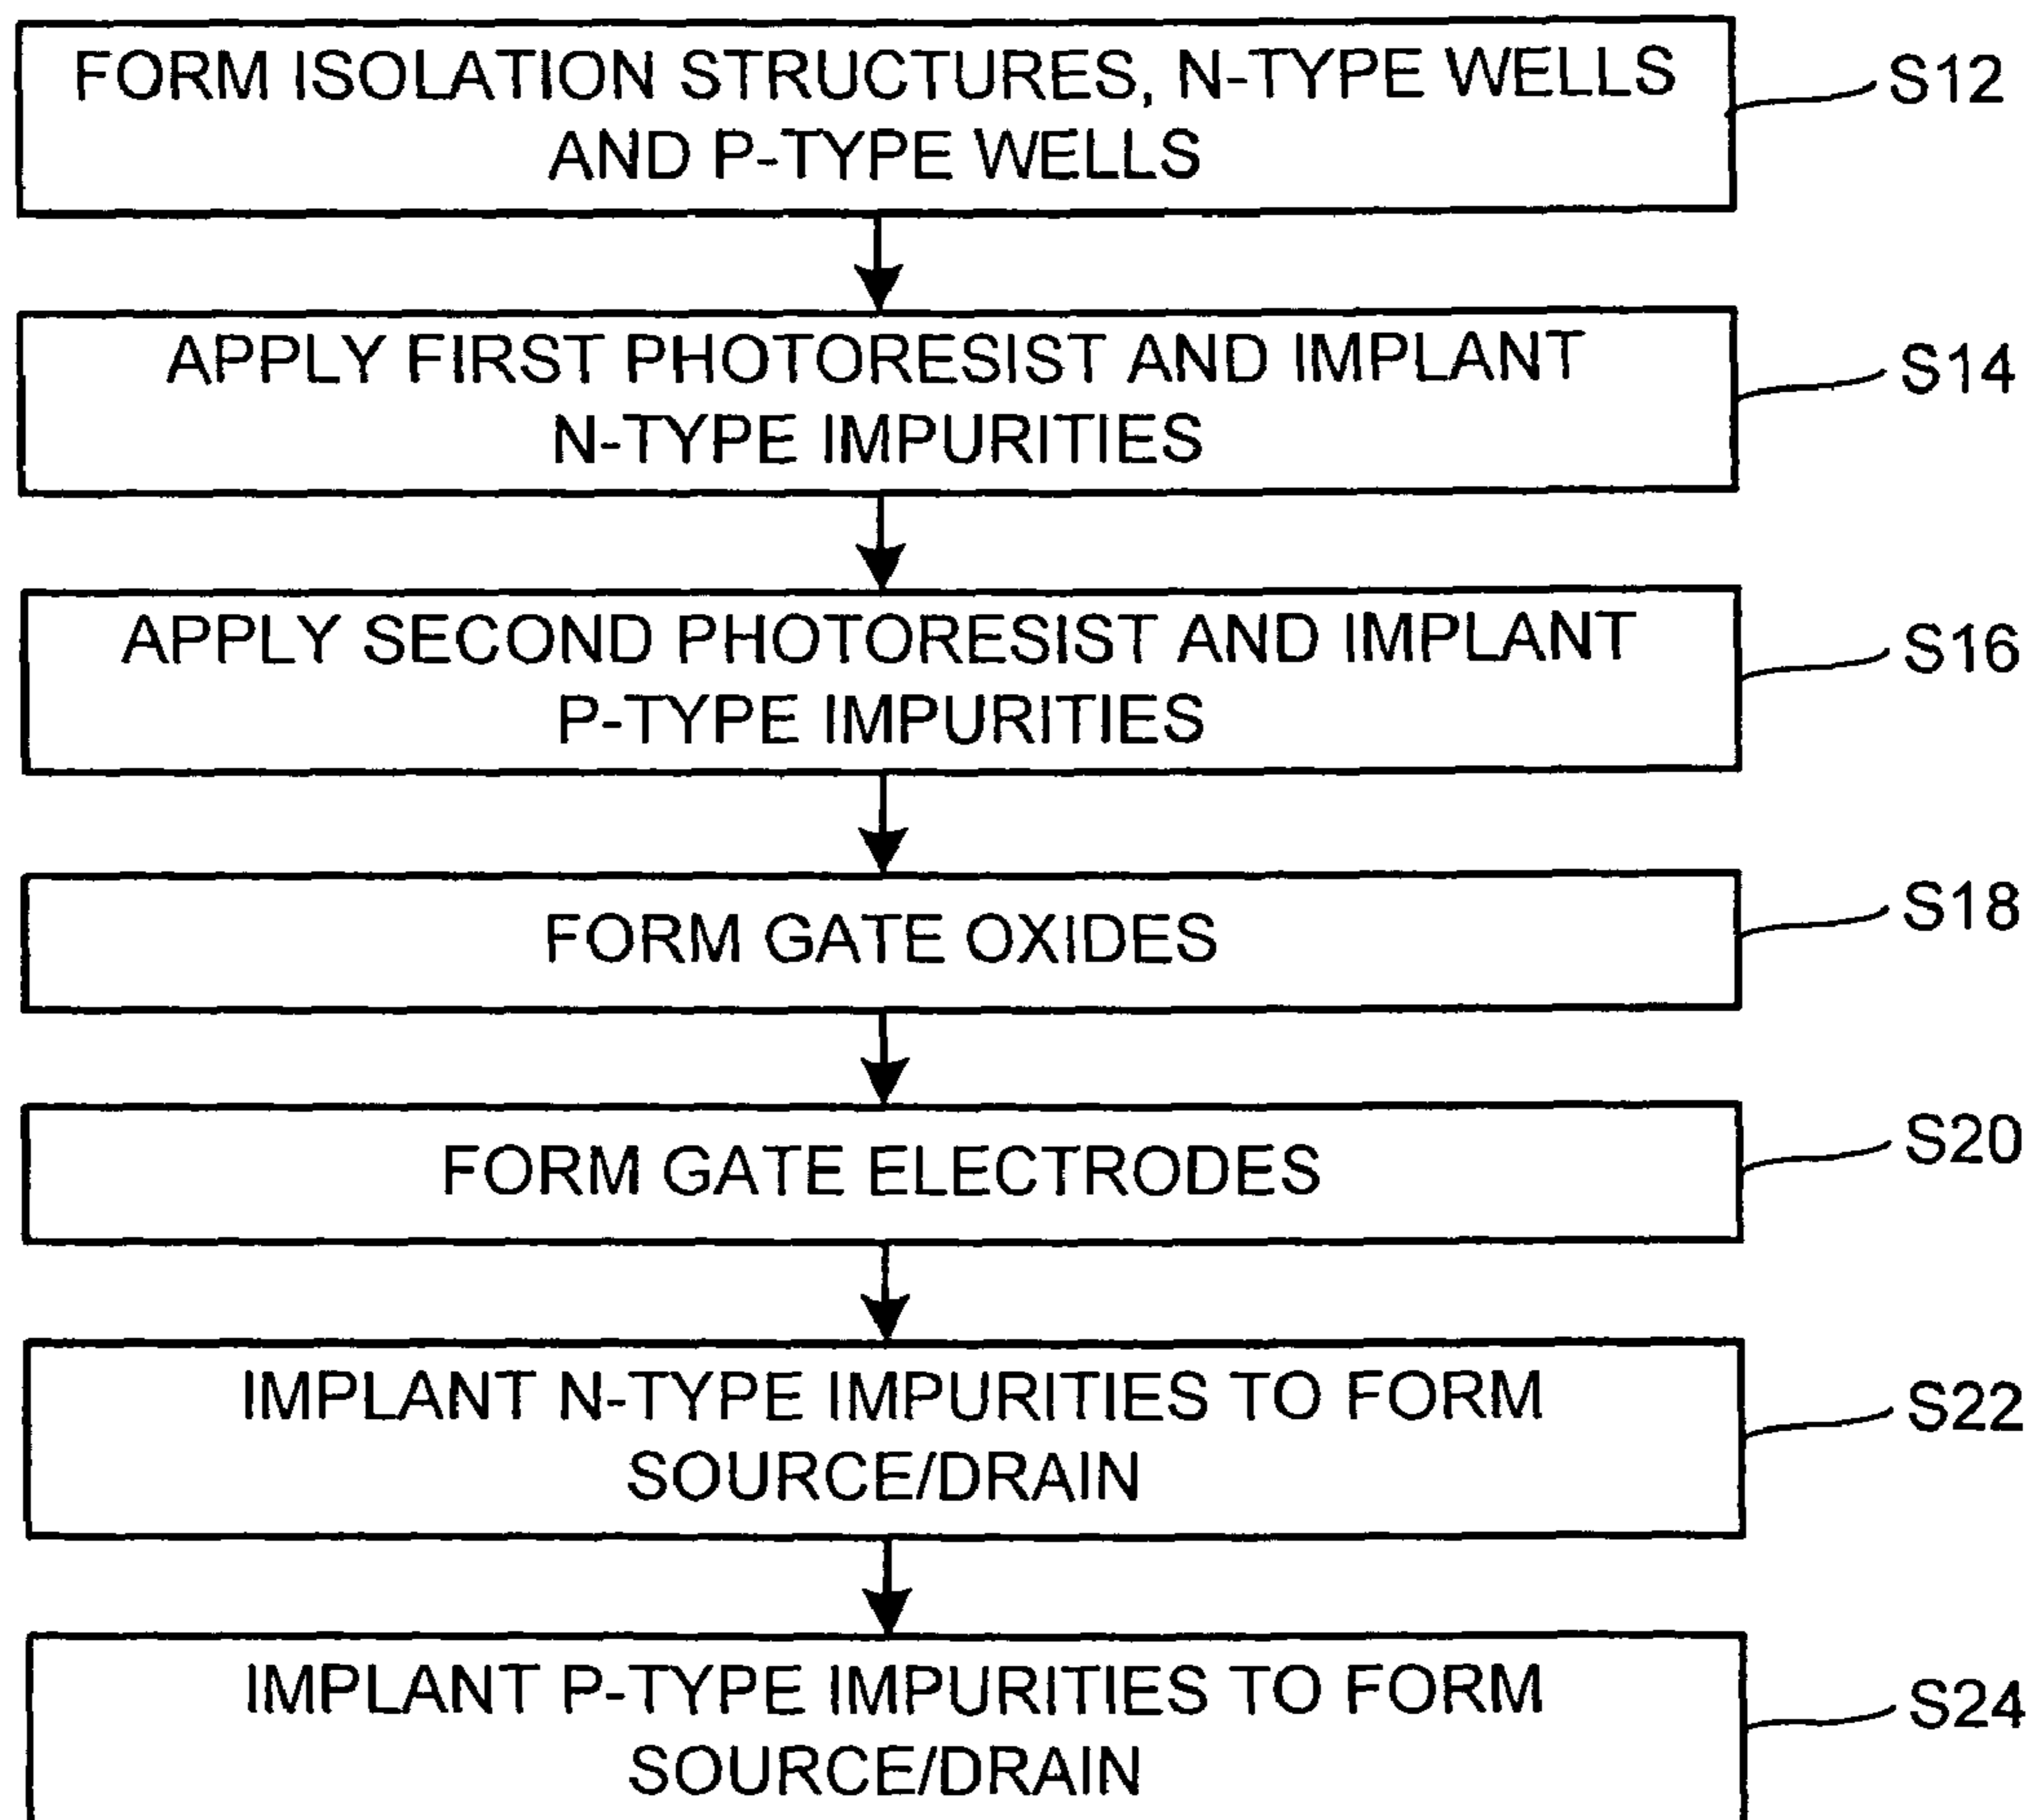 FORM ISOLATION STRUCTURES, N-TYPE WELLS
AND P-TYPE WELLS
S12
APPLY FIRST PHOTORESIST AND IMPLANT
N-TYPE IMPURITIES
S14
APPLY SECOND PHOTORESIST AND IMPLANT
P-TYPE IMPURITIES
S16
FORM GATE OXIDES
S18
FORM GATE ELECTRODES
S20
IMPLANT N-TYPE IMPURITIES TO FORM
SOURCE/DRAIN
S22
IMPLANT P-TYPE IMPURITIES TO FORM
SOURCE/DRAIN
S24